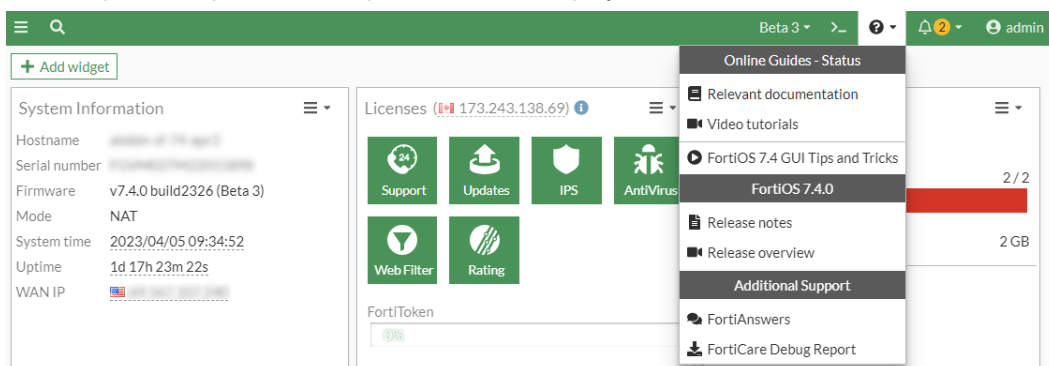 Beta 3
>_
2
admin
Add widget
System Information
Hostname
Serial number
Firmware v7.4.0 build2326 (Beta 3)
Mode NAT
System time 2023/04/05 09:34:52
Uptime 1d 17h 23m 22s
WAN IP
Licenses (173.243.138.69)
24
Support Updates IPS AntiVirus
Web Filter Rating
FortiToken
0%
Online Guides - Status
Relevant documentation
Video tutorials
FortiOS 7.4 GUI Tips and Tricks
FortiOS 7.4.0
Release notes
Release overview
Additional Support
FortiAnswers
FortiCare Debug Report
2 / 2
2 GB